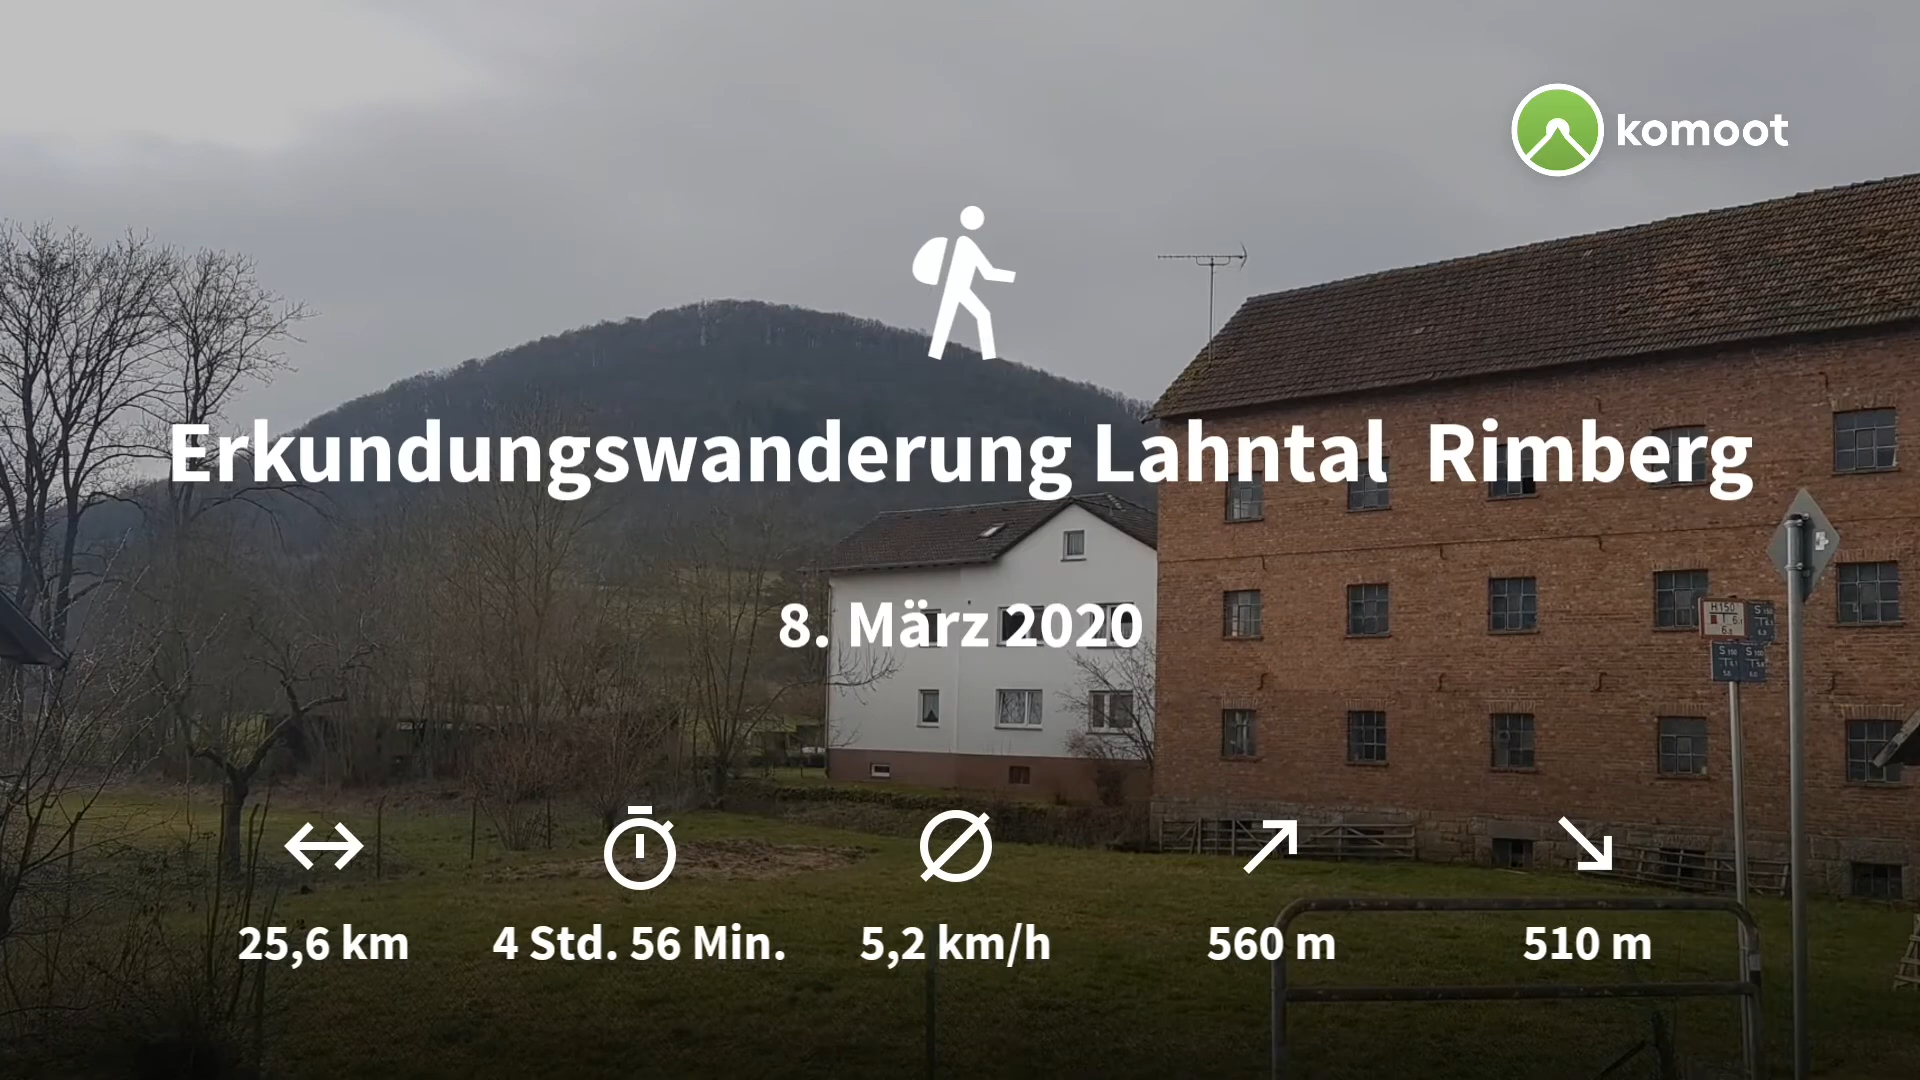 komoot
Erkundungswanderung Lahntal  Rimberg
8. März 2020
25,6 km
4 Std. 56 Min.
5,2 km/h
560 m
510 m
H150